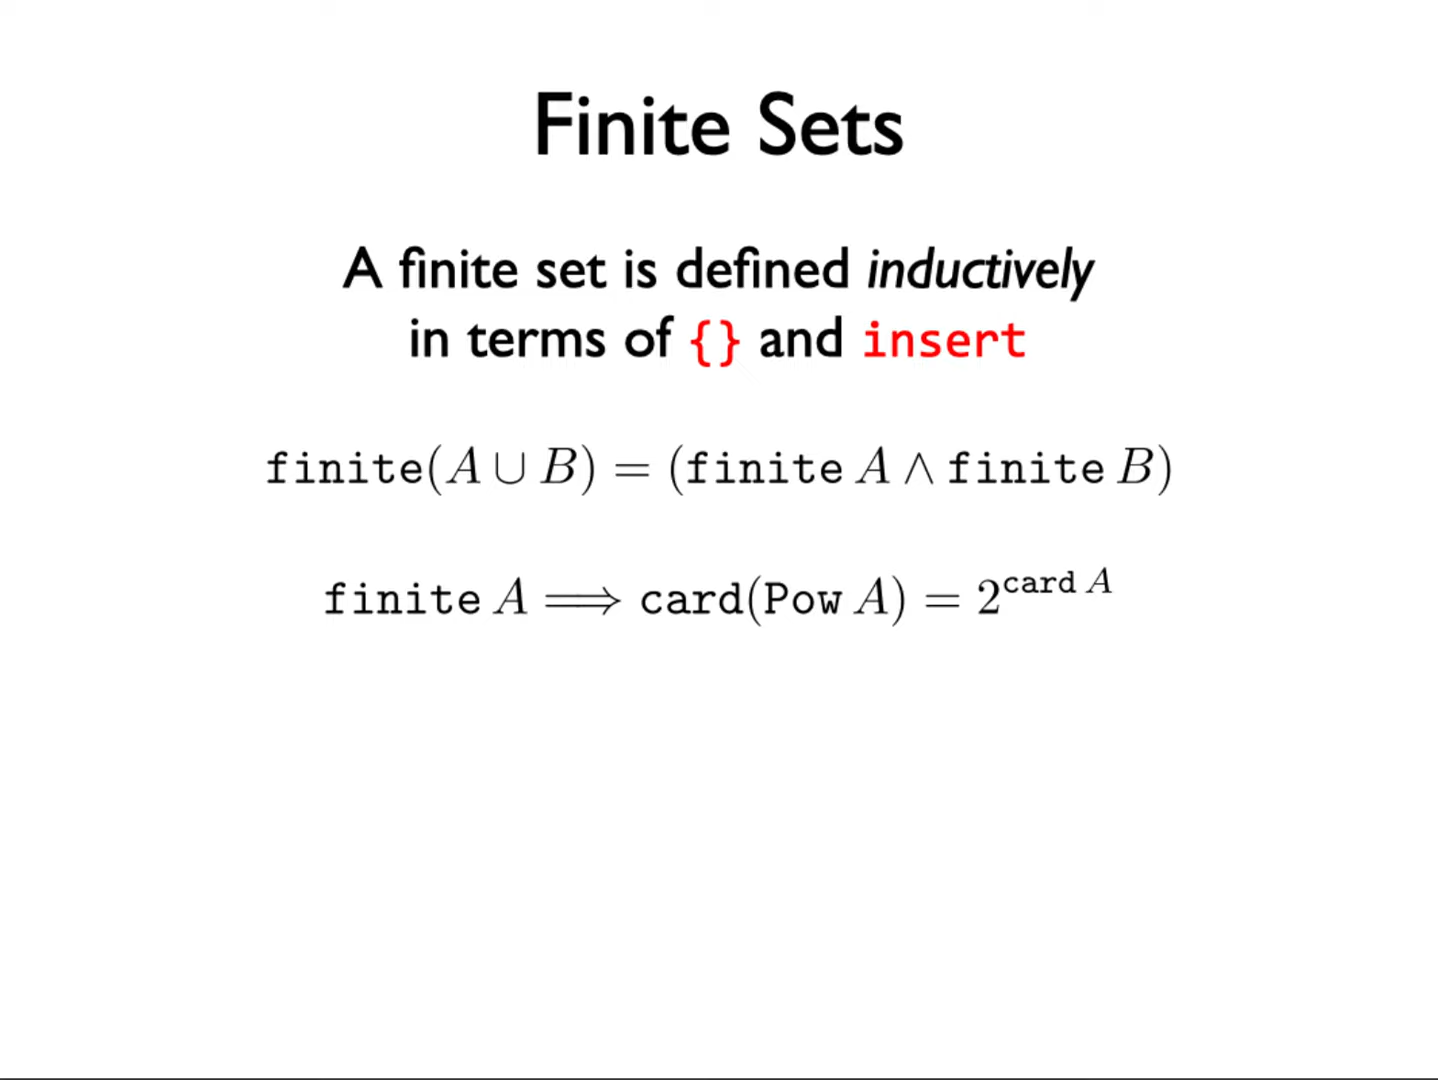 Finite Sets
A finite set is defined inductively
in terms of {} and insert
finite(A ∪ B) = (finite A ∧ finite B)
finite A ⟹ card(Pow A) = 2^{card A}